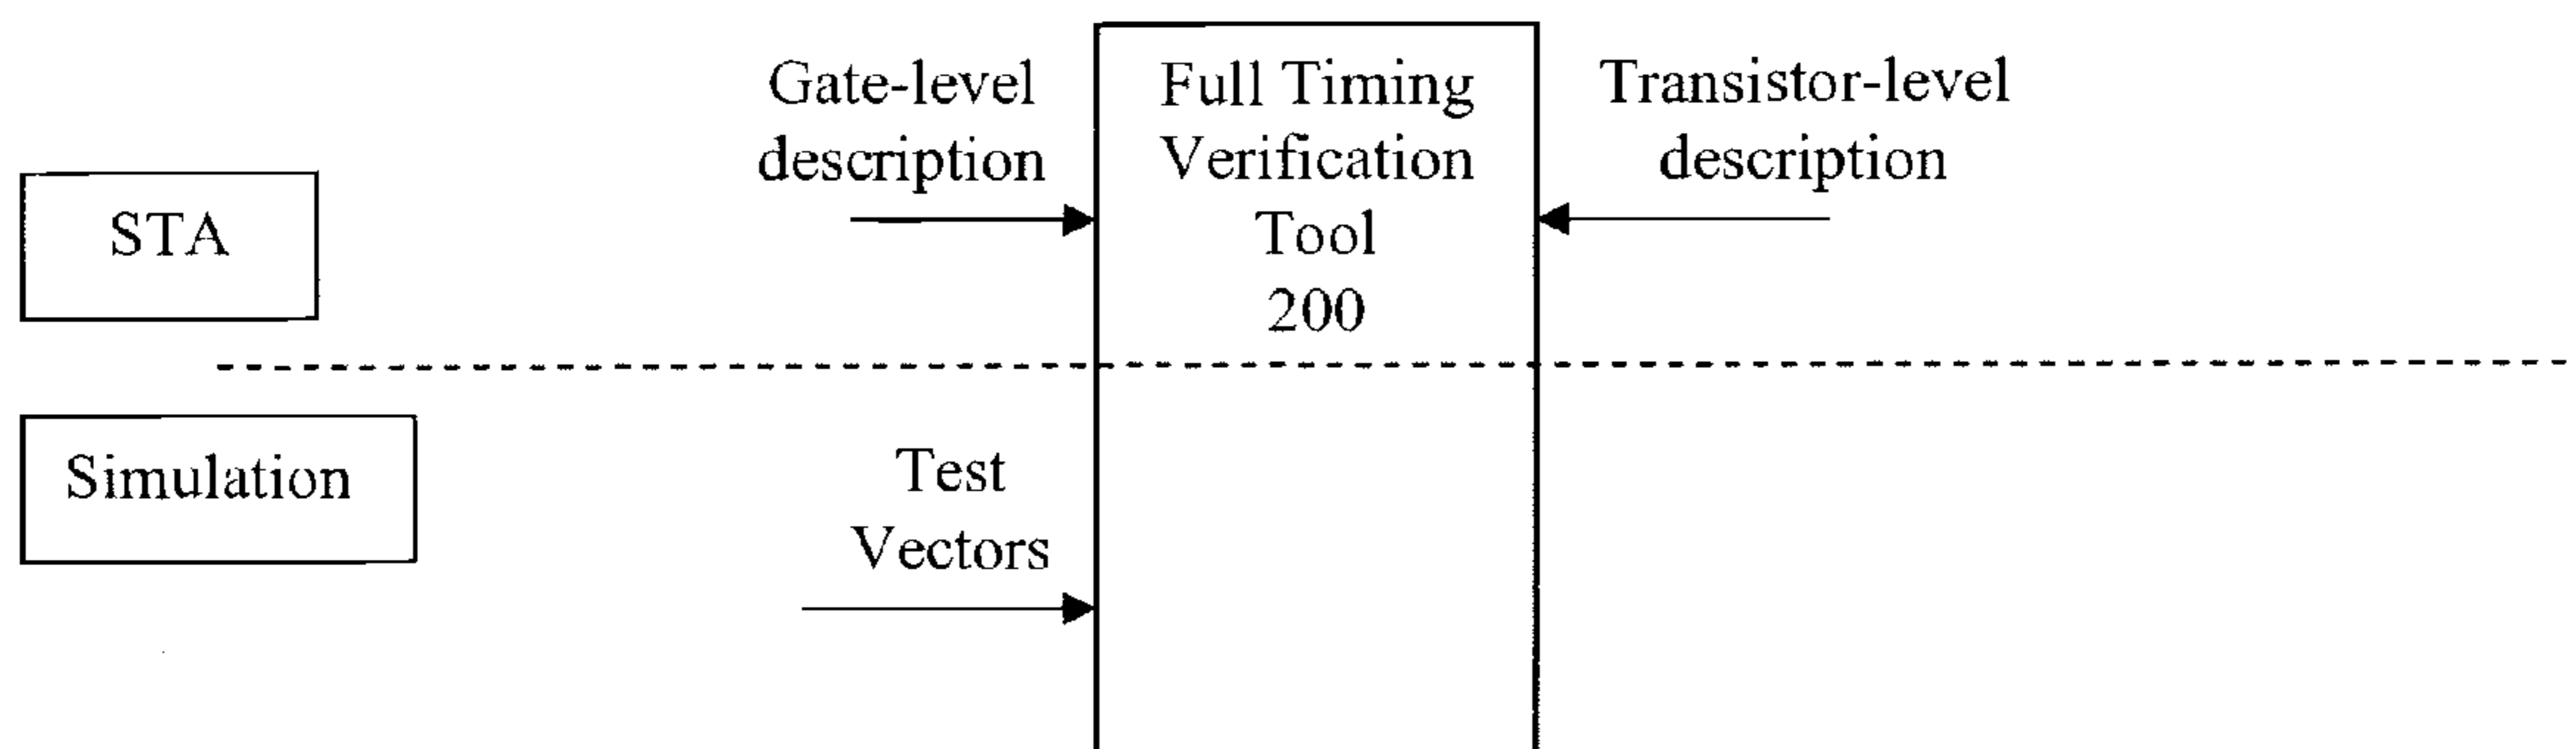 Gate-level
description
Full Timing
Verification
Tool
200
Transistor-level
description
STA
Simulation
Test
Vectors